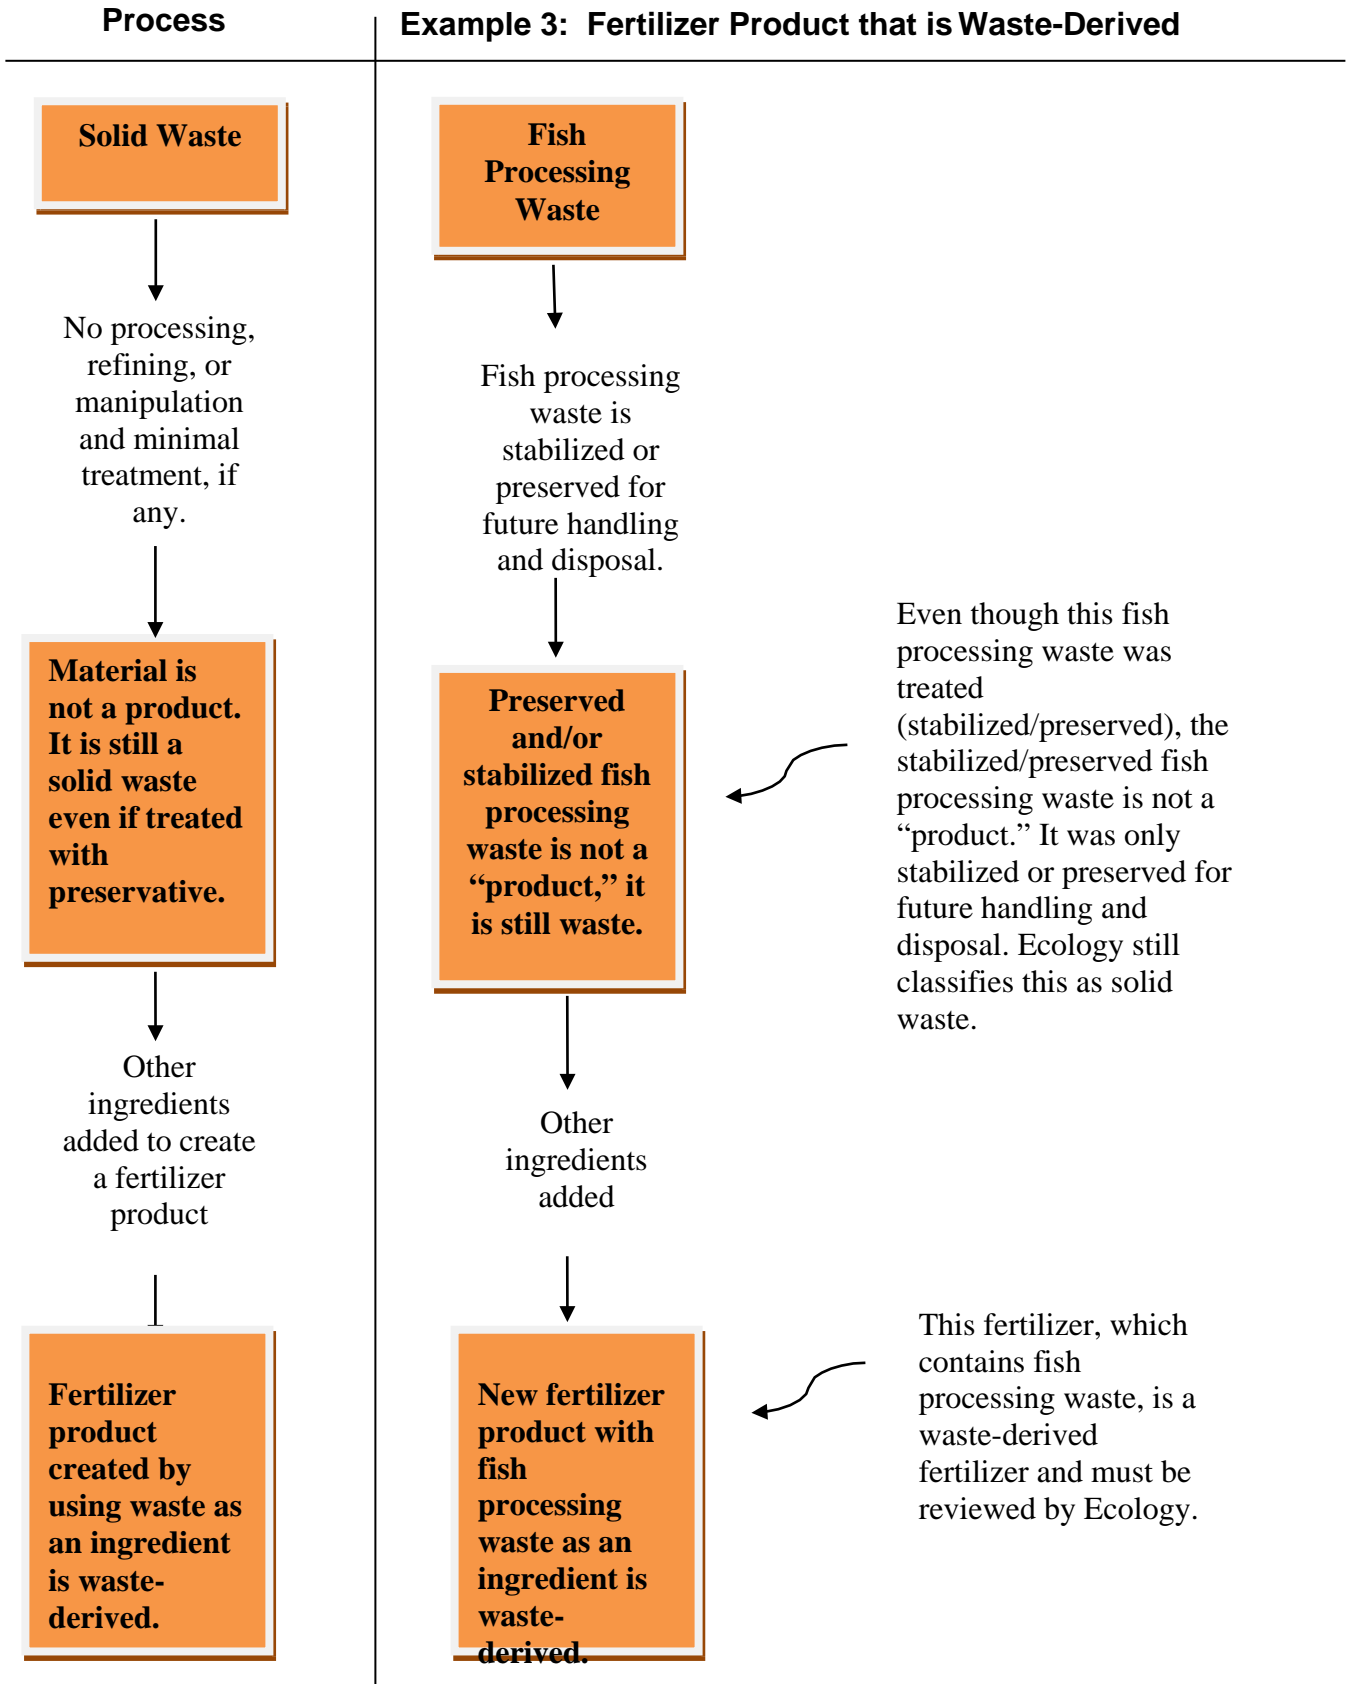 Process
Example 3: Fertilizer Product that is Waste-Derived
Solid Waste
No processing,
refining, or
manipulation
and minimal
treatment, if
any.
Material is
not a product.
It is still a
solid waste
even if treated
with
preservative.
Other
ingredients
added to create
a fertilizer
product
Fertilizer
product
created by
using waste as
an ingredient
is waste-
derived.
Fish
Processing
Waste
Fish processing
waste is
stabilized or
preserved for
future handling
and disposal.
Preserved
and/or
stabilized fish
processing
waste is not a
“product,” it
is still waste.
Other
ingredients
added
New fertilizer
product with
fish
processing
waste as an
ingredient is
waste-
derived.
Even though this fish
processing waste was
treated
(stabilized/preserved), the
stabilized/preserved fish
processing waste is not a
“product.” It was only
stabilized or preserved for
future handling and
disposal. Ecology still
classifies this as solid
waste.
This fertilizer, which
contains fish
processing waste, is a
waste-derived
fertilizer and must be
reviewed by Ecology.